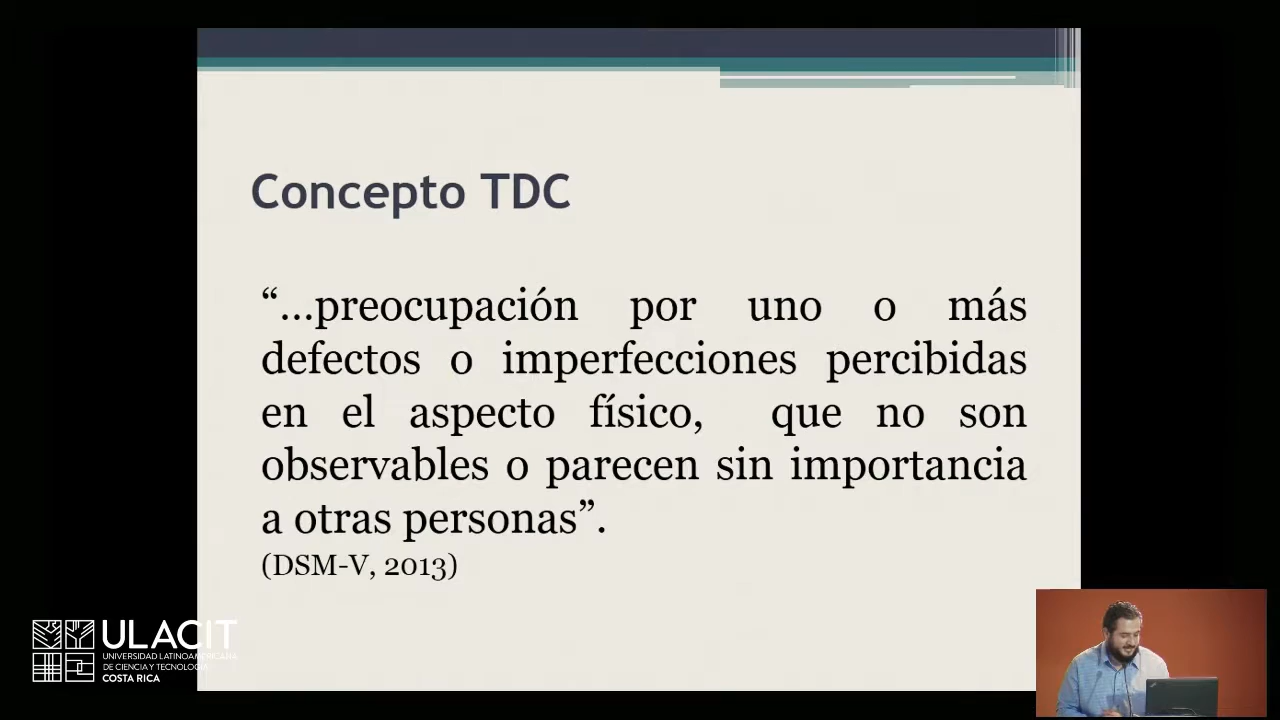 Concepto TDC
“...preocupación por uno o más
defectos o imperfecciones percibidas
en el aspecto físico, que no son
observables o parecen sin importancia
a otras personas”.
(DSM-V, 2013)
ULACIT
UNIVERSIDAD LATINOAMERICANA
DE CIENCIA Y TECNOLOGÍA
COSTA RICA